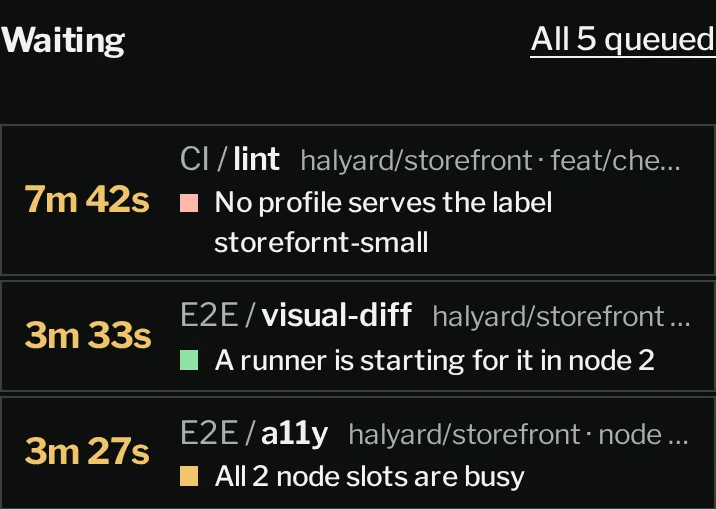 Waiting
All 5 queued
CI / lint halyard/storefront · feat/che...
7m 42s
No profile serves the label
storefornt-small
E2E / visual-diff halyard/storefront ...
3m 33s
A runner is starting for it in node 2
E2E / a11y halyard/storefront · node ...
3m 27s
All 2 node slots are busy